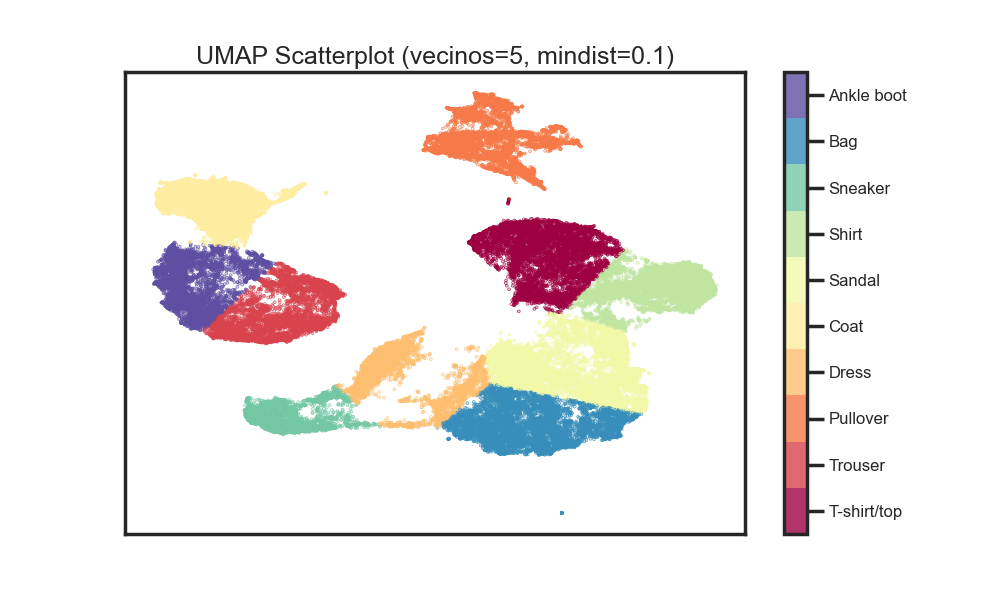 UMAP Scatterplot (vecinos=5, mindist=0.1)
Ankle boot
Bag
Sneaker
Shirt
Sandal
Coat
Dress
Pullover
Trouser
T-shirt/top